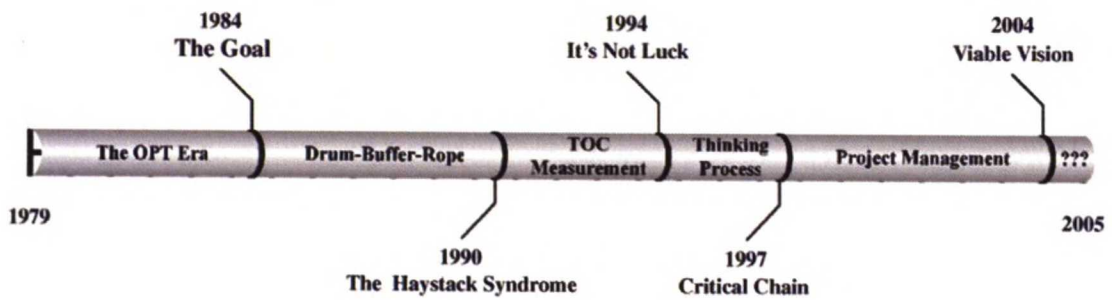 1984
The Goal
1994
It's Not Luck
2004
Viable Vision
The OPT Era
Drum-Buffer-Rope
TOC
Measurement
Thinking
Process
Project Management
???
1979
2005
1990
The Haystack Syndrome
1997
Critical Chain